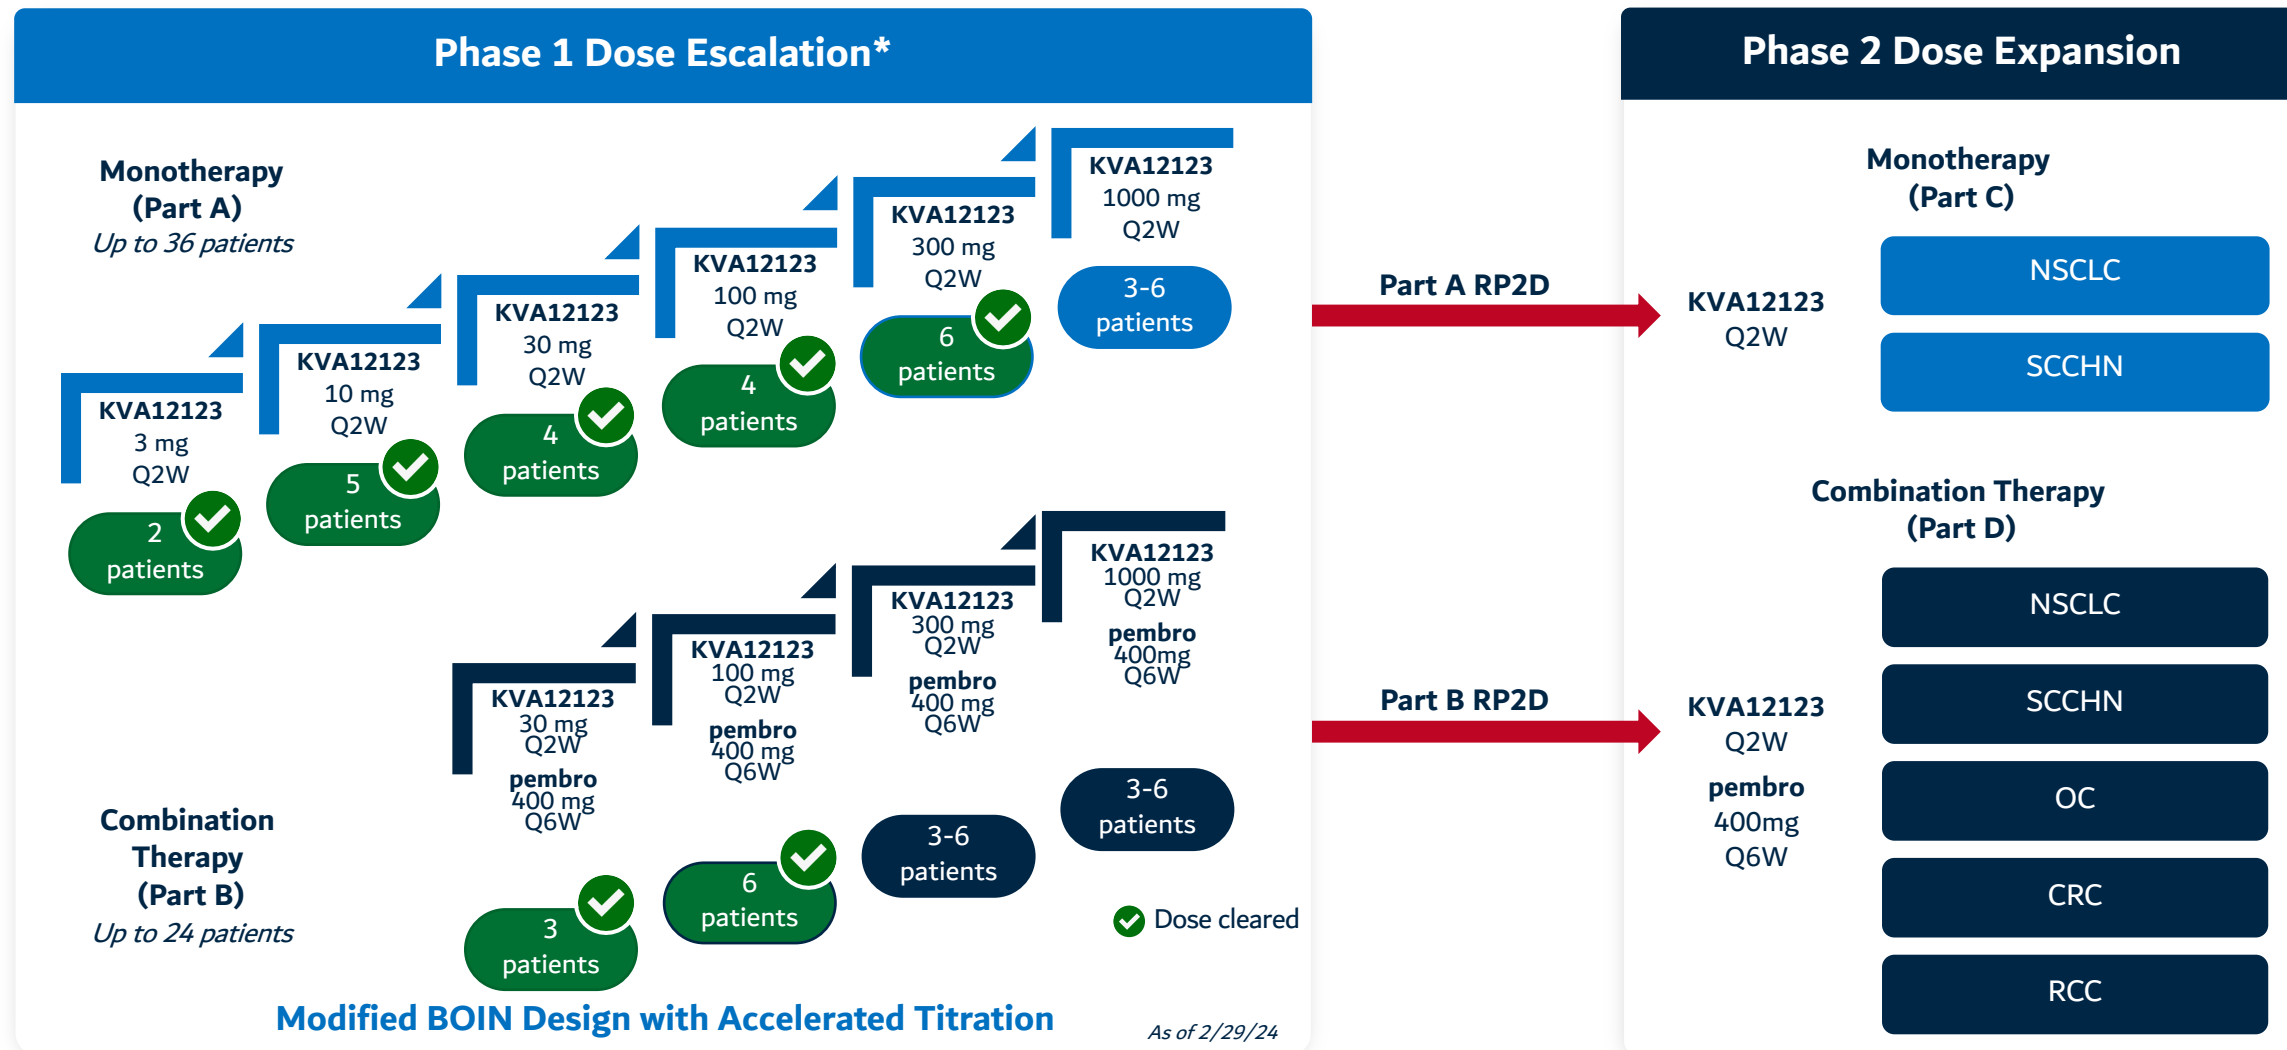 Phase 1 Dose Escalation*
Monotherapy
(Part A)
Up to 36 patients
KVA12123
3 mg
Q2W
2
patients
KVA12123
10 mg
Q2W
5
patients
KVA12123
30 mg
Q2W
4
patients
KVA12123
100 mg
Q2W
4
patients
KVA12123
300 mg
Q2W
6
patients
KVA12123
1000 mg
Q2W
3-6
patients
Combination
Therapy
(Part B)
Up to 24 patients
KVA12123
30 mg
Q2W
pembro
400 mg
Q6W
3
patients
KVA12123
100 mg
Q2W
pembro
400 mg
Q6W
6
patients
KVA12123
300 mg
Q2W
pembro
400 mg
Q6W
3-6
patients
KVA12123
1000 mg
Q2W
pembro
400mg
Q6W
3-6
patients
Dose cleared
Modified BOIN Design with Accelerated Titration
As of 2/29/24
Part A RP2D
Part B RP2D
Phase 2 Dose Expansion
Monotherapy
(Part C)
KVA12123
Q2W
NSCLC
SCCHN
Combination Therapy
(Part D)
KVA12123
Q2W
pembro
400mg
Q6W
NSCLC
SCCHN
OC
CRC
RCC